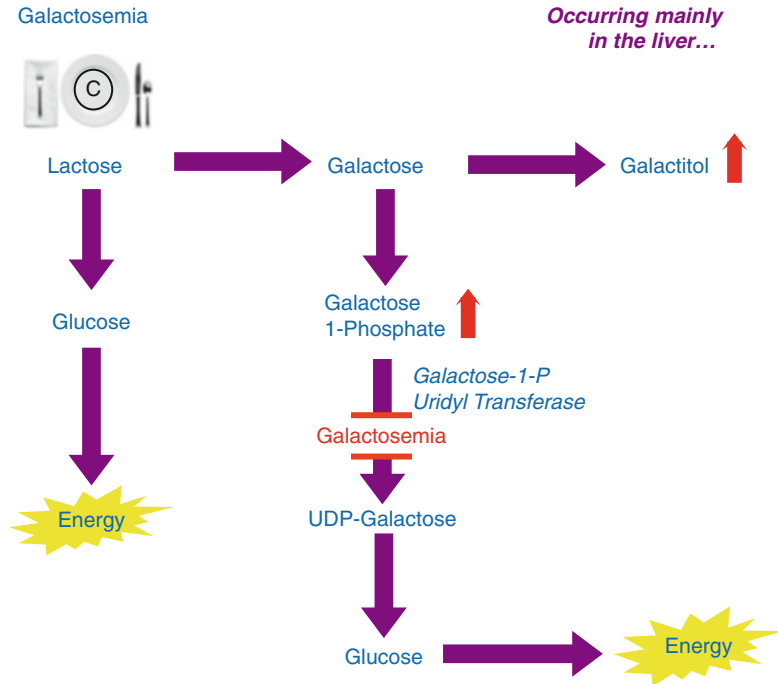 Galactosemia
Occurring mainly
in the liver…
C
Lactose
Galactose
Galactitol
Glucose
Galactose
1-Phosphate
Galactose-1-P
Uridyl Transferase
Galactosemia
Energy
UDP-Galactose
Glucose
Energy